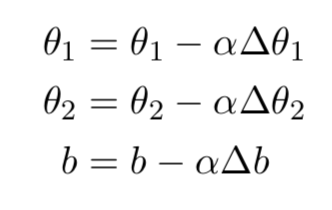 θ₁ = θ₁ − αΔθ₁
θ₂ = θ₂ − αΔθ₂
b = b − αΔb